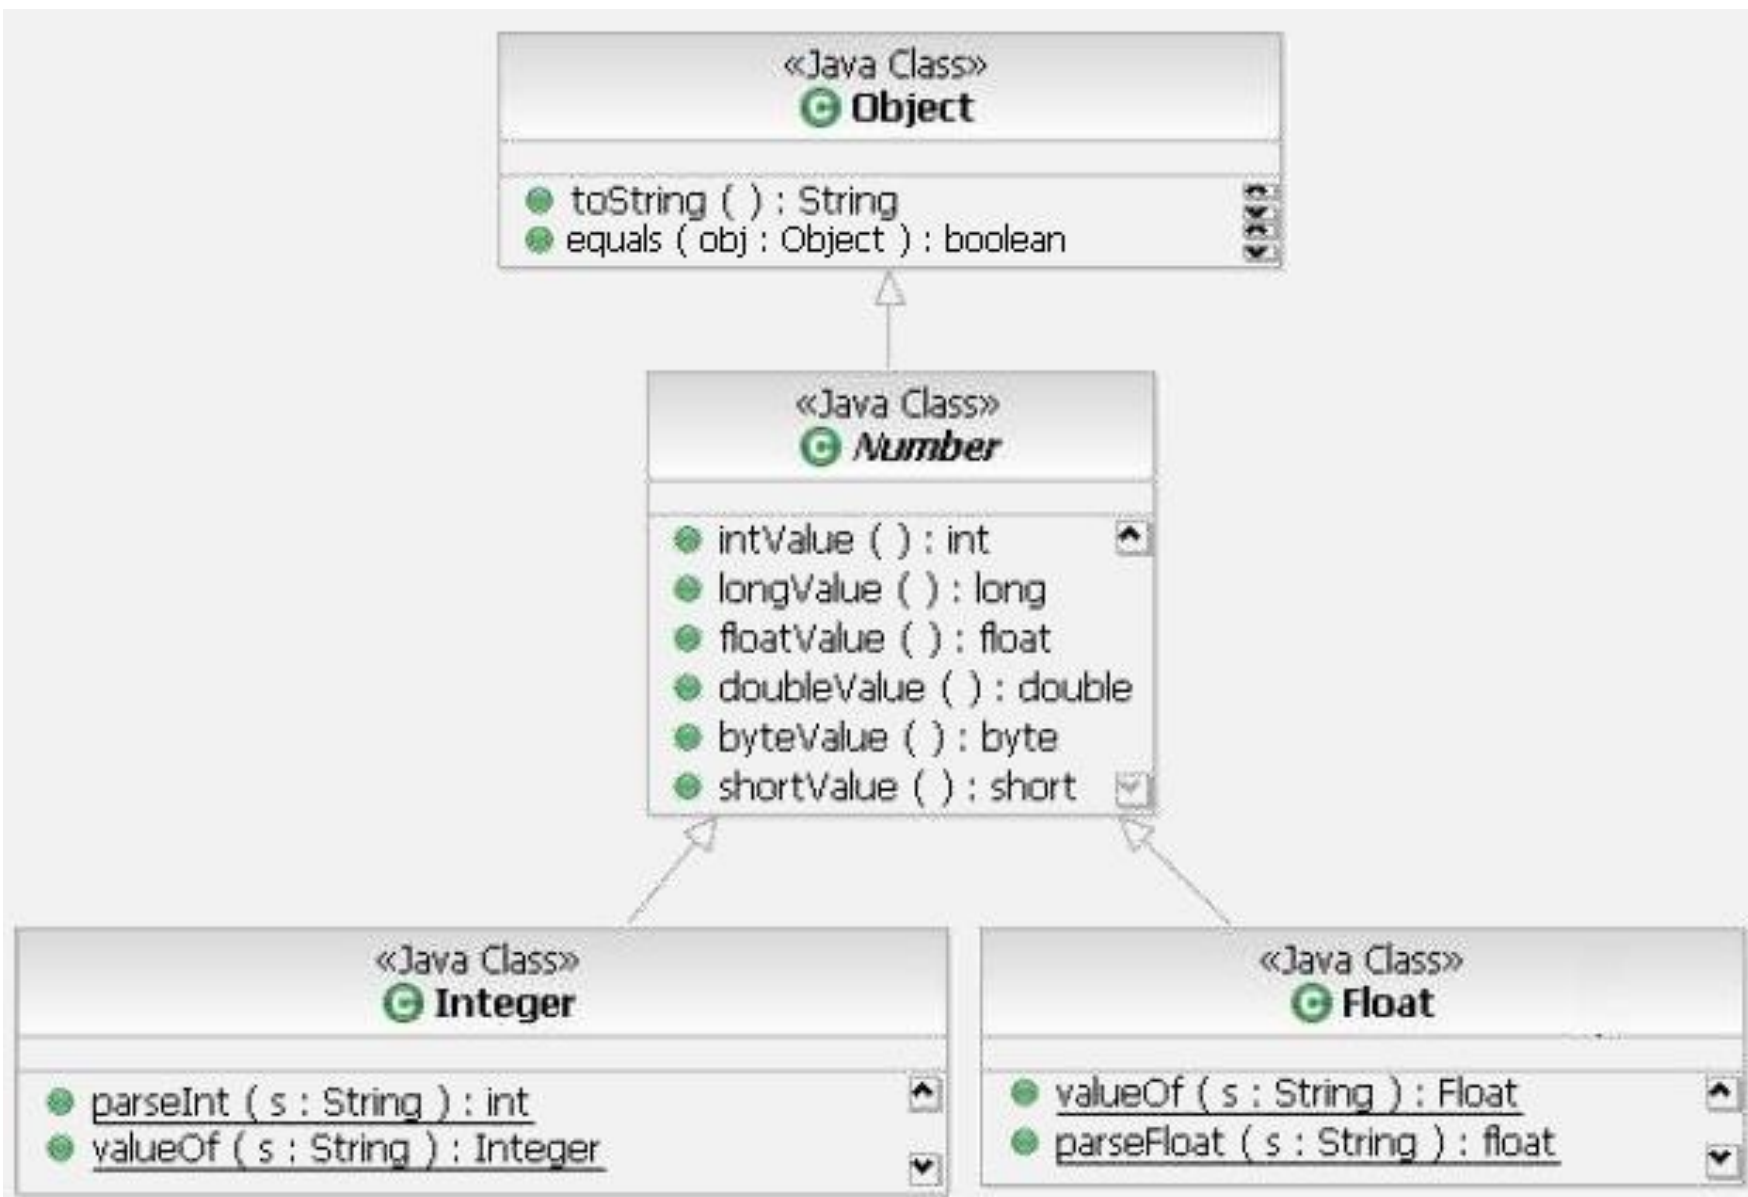 «Java Class»
Object
toString ( ) : String
equals ( obj : Object ) : boolean
«Java Class»
Number
intValue ( ) : int
longValue ( ) : long
floatValue ( ) : float
doubleValue ( ) : double
byteValue ( ) : byte
shortValue ( ) : short
«Java Class»
Integer
parseInt ( s : String ) : int
valueOf ( s : String ) : Integer
«Java Class»
Float
valueOf ( s : String ) : Float
parseFloat ( s : String ) : float